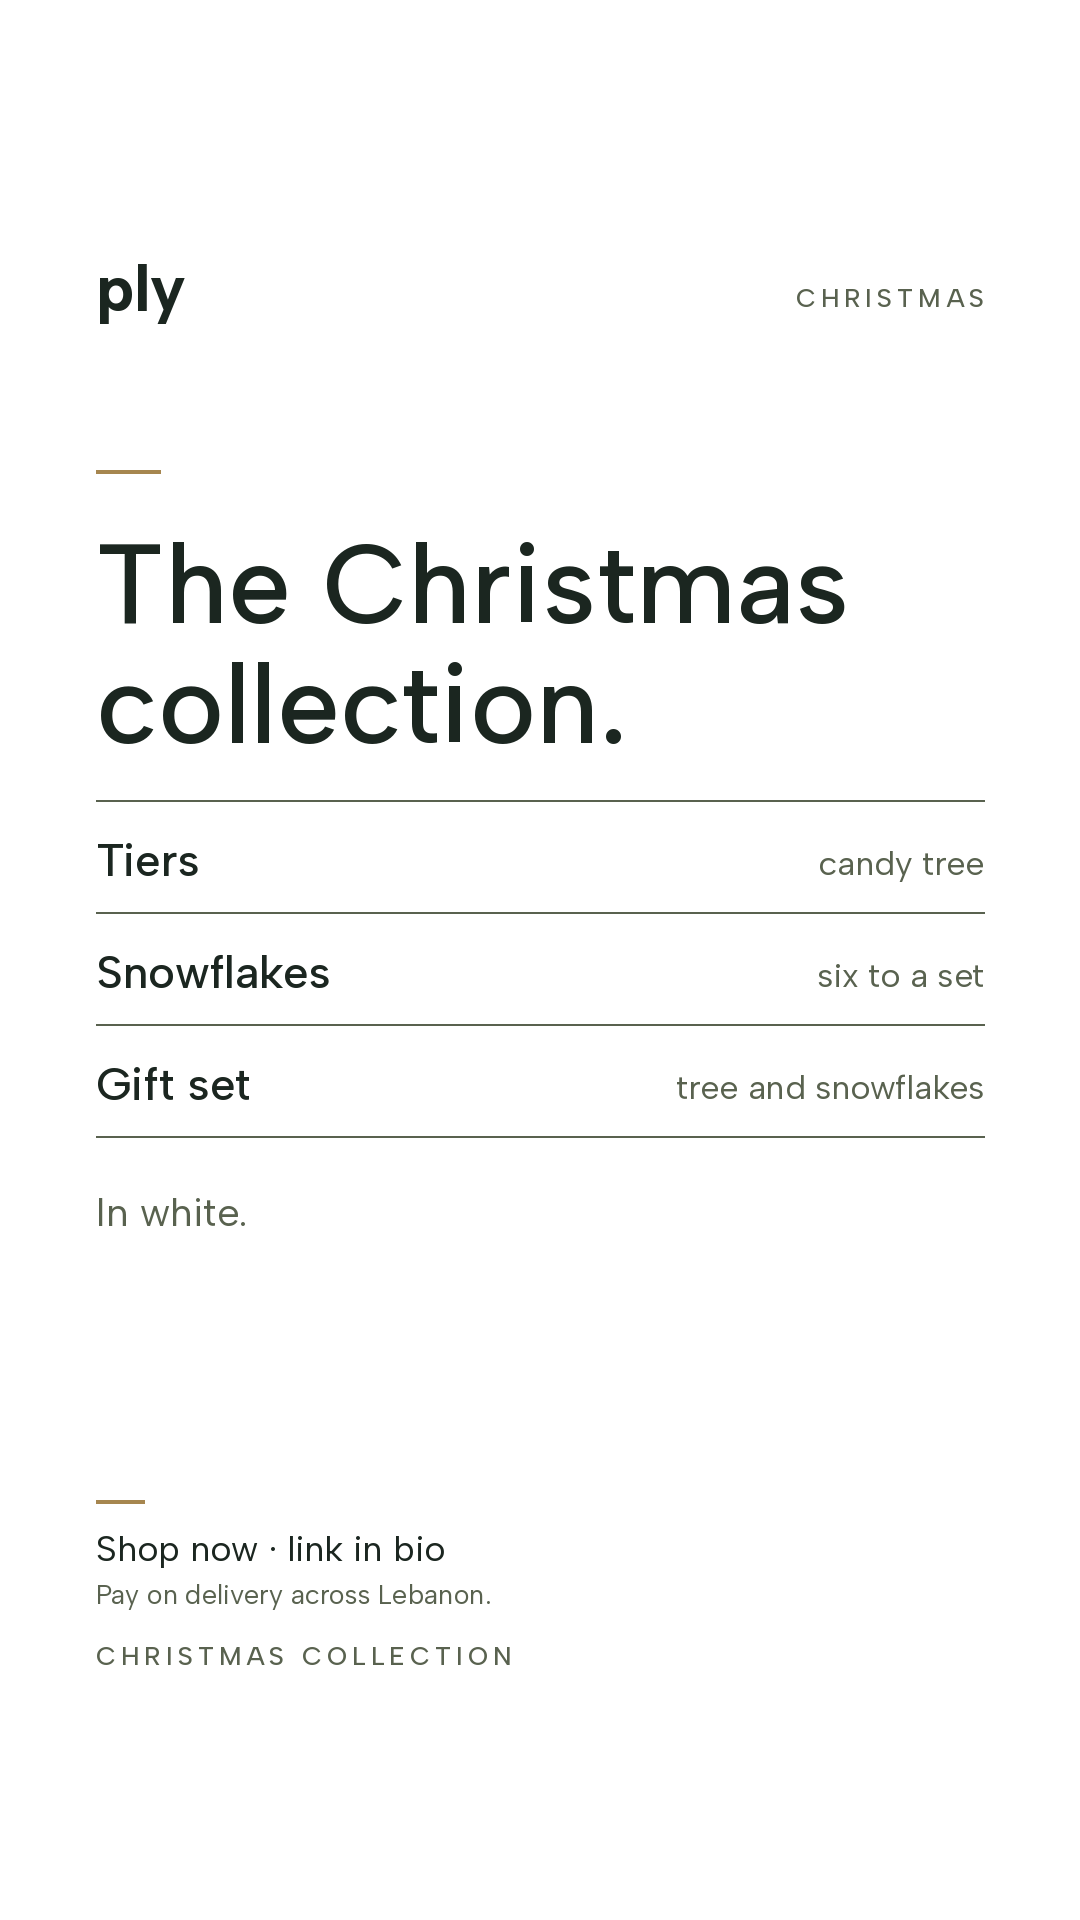 ply
CHRISTMAS
The Christmas
collection.
Tiers
candy tree
Snowflakes
six to a set
Gift set
tree and snowflakes
In white.
Shop now · link in bio
Pay on delivery across Lebanon.
CHRISTMAS COLLECTION